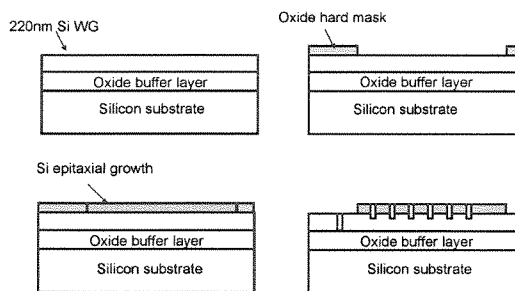 220nm Si WG
Oxide buffer layer
Silicon substrate
Oxide hard mask
Oxide buffer layer
Silicon substrate
Si epitaxial growth
Oxide buffer layer
Silicon substrate
Oxide buffer layer
Silicon substrate